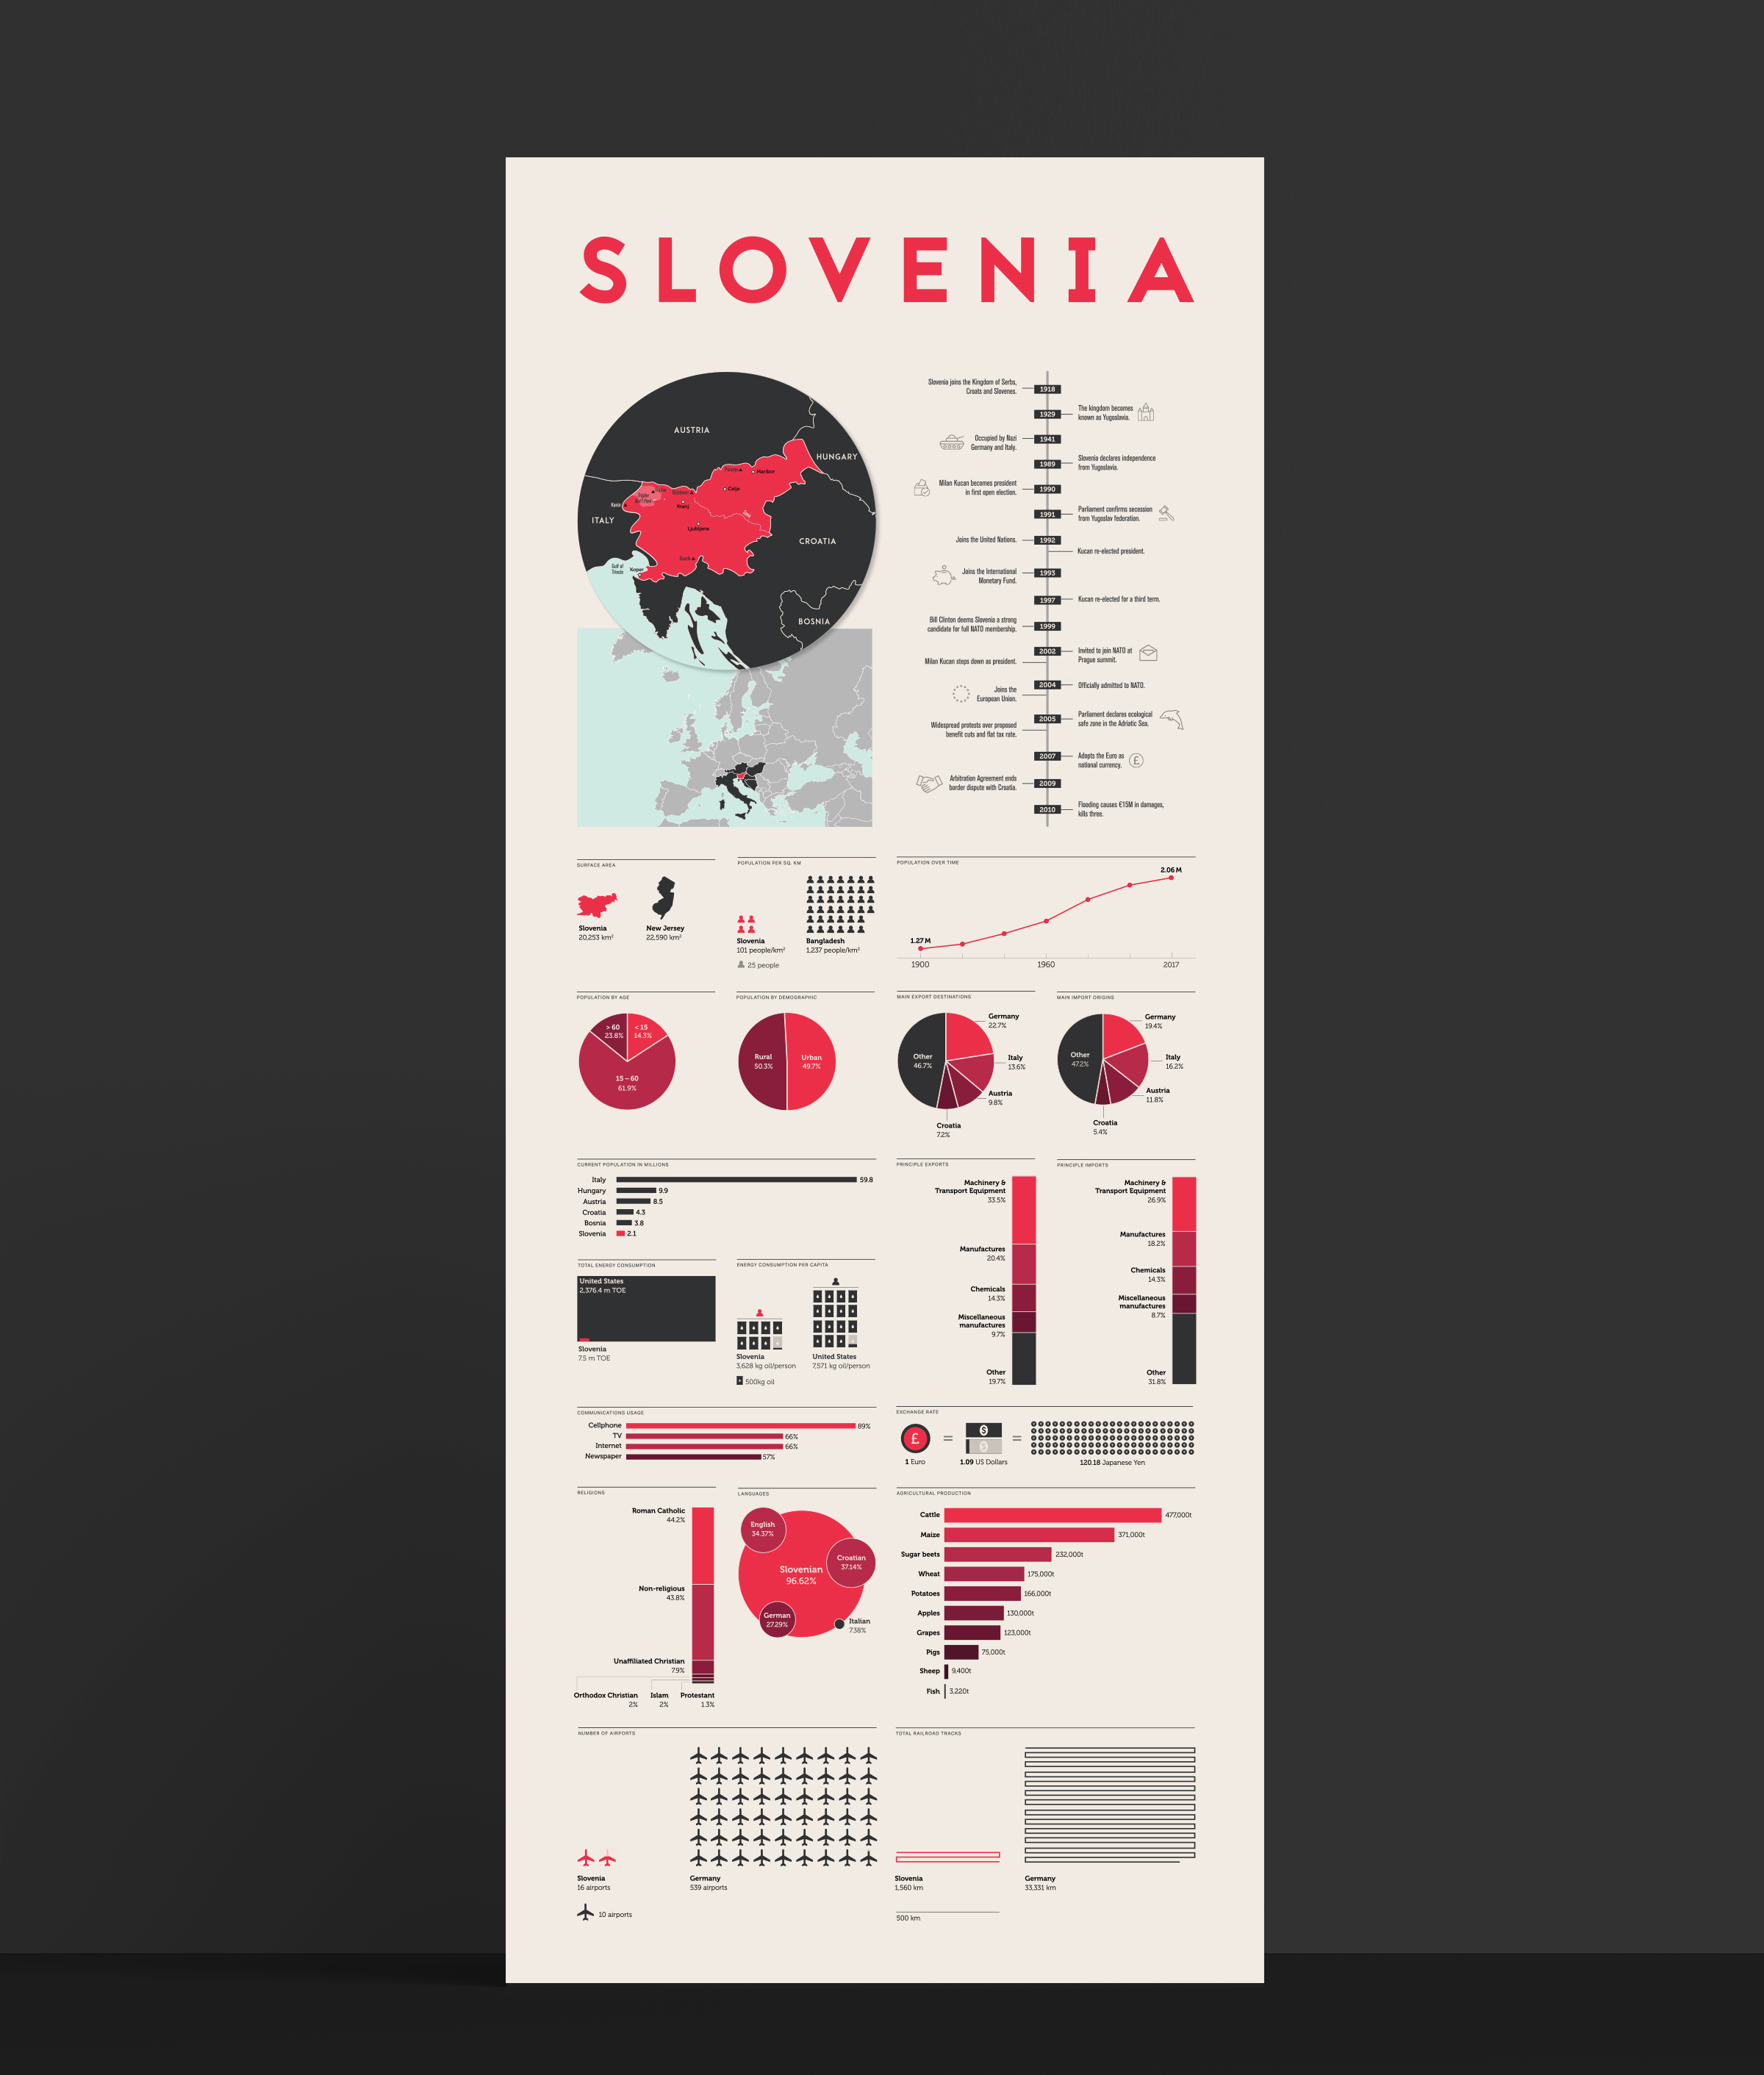 SLOVENIA
AUSTRIA
HUNGARY
ITALY
CROATIA
BOSNIA
Maribor
Celje
Kranj
Ljubljana
Koper
Gulf of
Trieste
Slovenia joins the Kingdom of Serbs,
Croats and Slovenes.
1918
1929
The kingdom becomes
known as Yugoslavia.
Occupied by Nazi
Germany and Italy.
1941
1989
Slovenia declares independence
from Yugoslavia.
Milan Kucan becomes president
in first open election.
1990
1991
Parliament confirms secession
from Yugoslav federation.
Joins the United Nations.
1992
Kucan re-elected president.
Joins the International
Monetary Fund.
1993
1997
Kucan re-elected for a third term.
Bill Clinton deems Slovenia a strong
candidate for full NATO membership.
1999
2002
Invited to join NATO at
Prague summit.
Milan Kucan steps down as president.
2004
Officially admitted to NATO.
Joins the
European Union.
2005
Parliament declares ecological
safe zone in the Adriatic Sea.
Widespread protests over proposed
benefit cuts and flat tax rate.
2007
Adopts the Euro as
national currency.
£
Arbitration Agreement ends
border dispute with Croatia.
2009
2010
Flooding causes €15M in damages,
kills three.
SURFACE AREA
Slovenia
20,253 km²
New Jersey
22,590 km²
POPULATION PER SQ. KM
Slovenia
101 people/km²
Bangladesh
1,237 people/km²
25 people
POPULATION OVER TIME
1.27 M
2.06 M
1900
1960
2017
POPULATION BY AGE
> 60
23.8%
< 15
14.3%
15 – 60
61.9%
POPULATION BY DEMOGRAPHIC
Rural
50.3%
Urban
49.7%
MAIN EXPORT DESTINATIONS
Germany
22.7%
Italy
13.6%
Austria
9.8%
Croatia
7.2%
Other
46.7%
MAIN IMPORT ORIGINS
Germany
19.4%
Italy
16.2%
Austria
11.8%
Croatia
5.4%
Other
47.2%
CURRENT POPULATION IN MILLIONS
Italy 59.8
Hungary 9.9
Austria 8.5
Croatia 4.3
Bosnia 3.8
Slovenia 2.1
PRINCIPLE EXPORTS
Machinery &
Transport Equipment
33.5%
Manufactures
20.4%
Chemicals
14.3%
Miscellaneous
manufactures
9.7%
Other
19.7%
PRINCIPLE IMPORTS
Machinery &
Transport Equipment
26.9%
Manufactures
18.2%
Chemicals
14.3%
Miscellaneous
manufactures
8.7%
Other
31.8%
TOTAL ENERGY CONSUMPTION
United States
2,376.4 m TOE
Slovenia
7.5 m TOE
ENERGY CONSUMPTION PER CAPITA
Slovenia
3,628 kg oil/person
United States
7,571 kg oil/person
500kg oil
COMMUNICATIONS USAGE
Cellphone 89%
TV 66%
Internet 66%
Newspaper 57%
EXCHANGE RATE
£ = $ =
1 Euro
1.09 US Dollars
120.18 Japanese Yen
RELIGIONS
Roman Catholic
44.2%
Non-religious
43.8%
Unaffiliated Christian
7.9%
Orthodox Christian
2%
Islam
2%
Protestant
1.3%
LANGUAGES
English
34.37%
Croatian
37.14%
Slovenian
96.62%
German
27.29%
Italian
7.38%
AGRICULTURAL PRODUCTION
Cattle 477,000t
Maize 371,000t
Sugar beets 232,000t
Wheat 175,000t
Potatoes 166,000t
Apples 130,000t
Grapes 123,000t
Pigs 75,000t
Sheep 9,400t
Fish 3,220t
NUMBER OF AIRPORTS
Slovenia
16 airports
Germany
539 airports
10 airports
TOTAL RAILROAD TRACKS
Slovenia
1,560 km
Germany
33,331 km
500 km